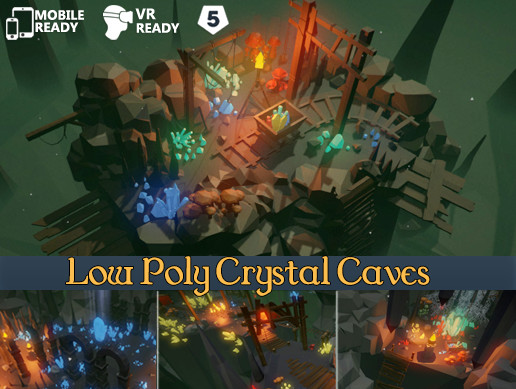 MOBILE
READY
VR
READY
5
Low Poly Crystal Caves